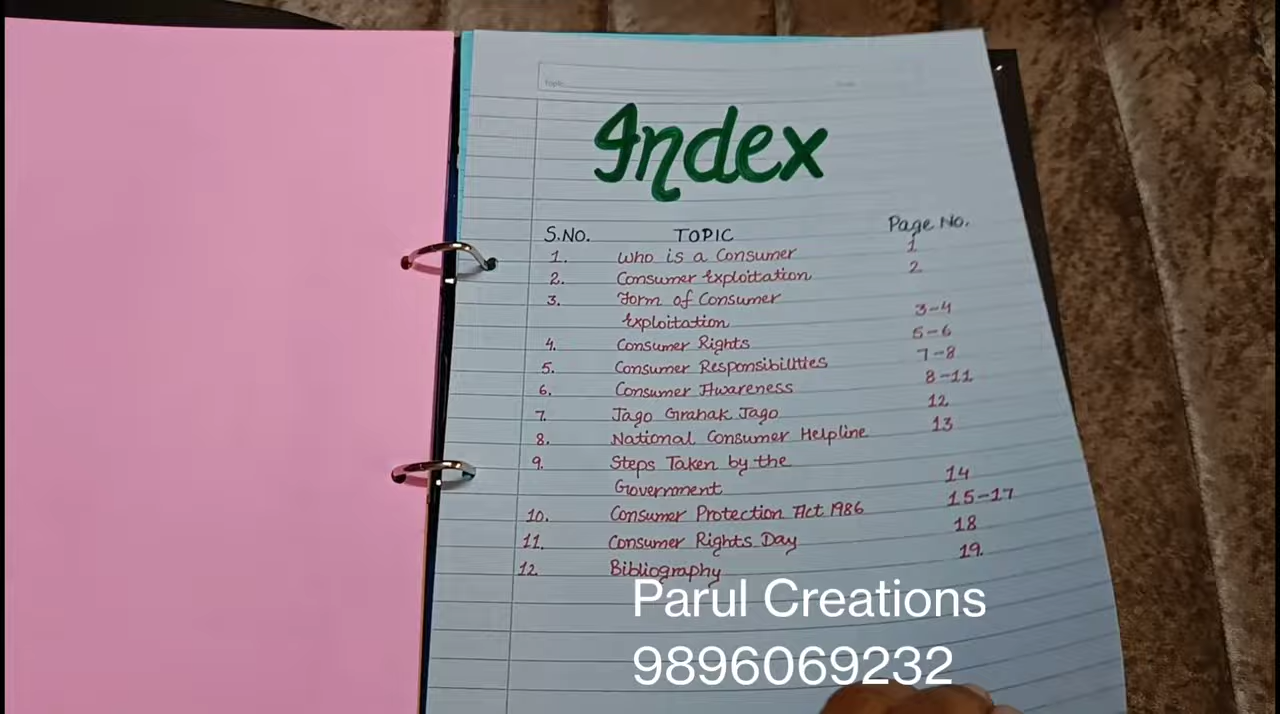 Index
S.NO. TOPIC Page No.
1. Who is a Consumer 1
2. Consumer Exploitation 2
3. Form of Consumer
Exploitation 3-4
4. Consumer Rights 5-6
5. Consumer Responsibilities 7-8
6. Consumer Awareness 8-11
7. Jago Grahak Jago 12
8. National Consumer Helpline 13
9. Steps Taken by the
Government 14
10. Consumer Protection Act 1986 15-17
11. Consumer Rights Day 18
12 Bibliography 19.
Parul Creations
9896069232